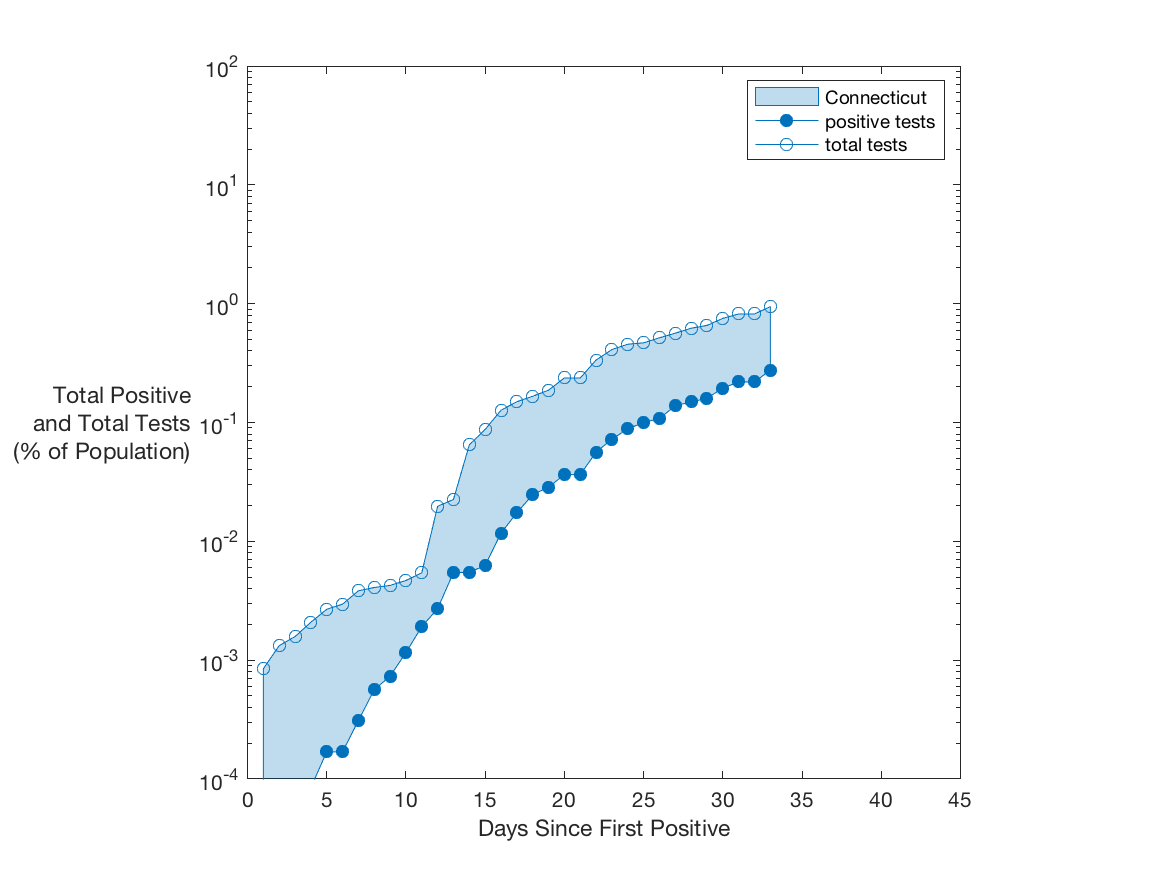 10^2
10^1
10^0
10^-1
10^-2
10^-3
10^-4
Total Positive
and Total Tests
(% of Population)
Connecticut
positive tests
total tests
0 5 10 15 20 25 30 35 40 45
Days Since First Positive